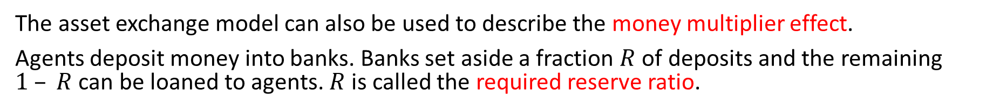 The asset exchange model can also be used to describe the money multiplier effect.
Agents deposit money into banks. Banks set aside a fraction R of deposits and the remaining
1 − R can be loaned to agents. R is called the required reserve ratio.